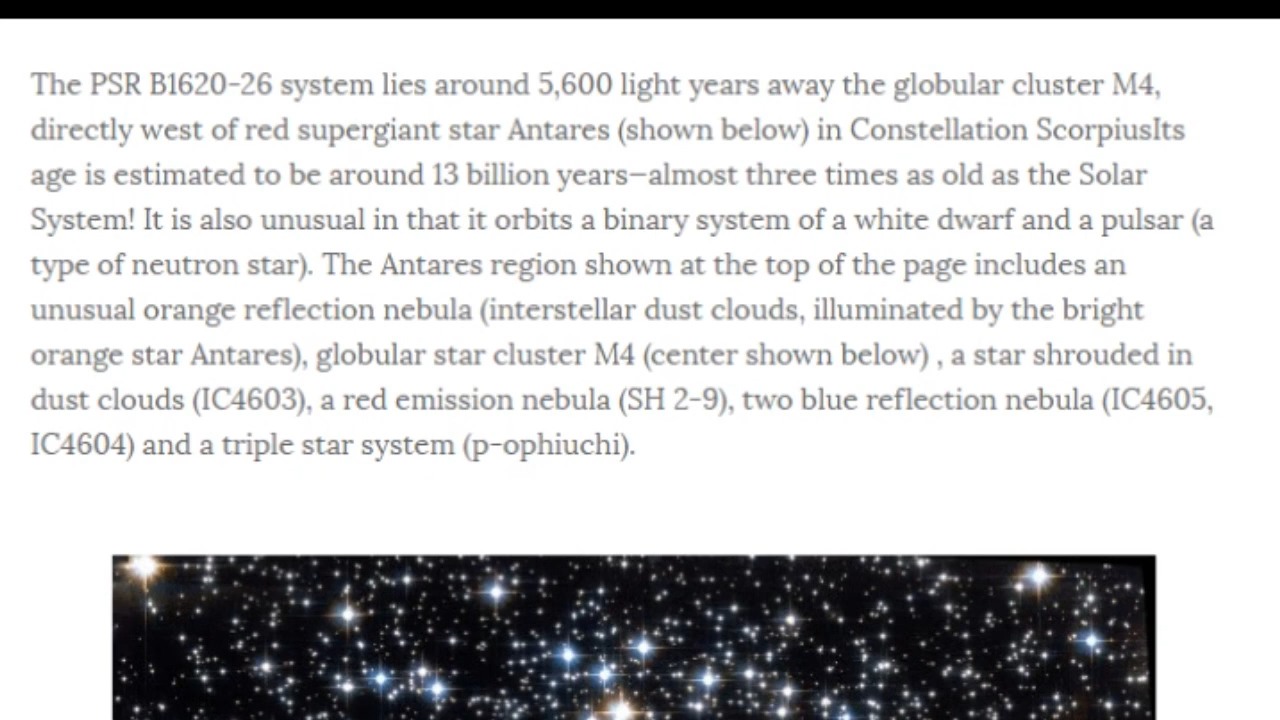 The PSR B1620-26 system lies around 5,600 light years away the globular cluster M4,
directly west of red supergiant star Antares (shown below) in Constellation ScorpiusIts
age is estimated to be around 13 billion years—almost three times as old as the Solar
System! It is also unusual in that it orbits a binary system of a white dwarf and a pulsar (a
type of neutron star). The Antares region shown at the top of the page includes an
unusual orange reflection nebula (interstellar dust clouds, illuminated by the bright
orange star Antares), globular star cluster M4 (center shown below) , a star shrouded in
dust clouds (IC4603), a red emission nebula (SH 2-9), two blue reflection nebula (IC4605,
IC4604) and a triple star system (p-ophiuchi).